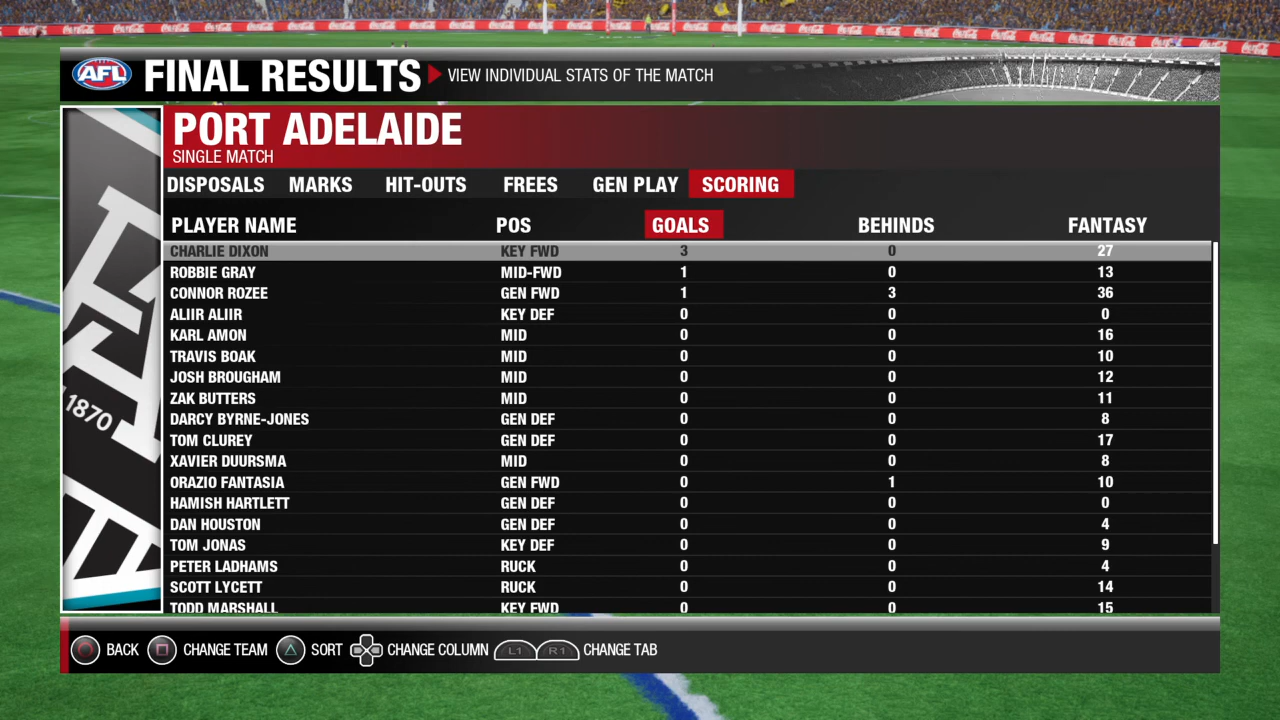 Coca-Cola Coca-Cola Coca-Cola Coca-Cola
AFL FINAL RESULTS VIEW INDIVIDUAL STATS OF THE MATCH
PORT ADELAIDE
SINGLE MATCH
DISPOSALS MARKS HIT-OUTS FREES GEN PLAY SCORING
PLAYER NAME POS GOALS BEHINDS FANTASY
CHARLIE DIXON KEY FWD 3 0 27
ROBBIE GRAY MID-FWD 1 0 13
CONNOR ROZEE GEN FWD 1 3 36
ALIIR ALIIR KEY DEF 0 0 0
KARL AMON MID 0 0 16
TRAVIS BOAK MID 0 0 10
JOSH BROUGHAM MID 0 0 12
ZAK BUTTERS MID 0 0 11
DARCY BYRNE-JONES GEN DEF 0 0 8
TOM CLUREY GEN DEF 0 0 17
XAVIER DUURSMA MID 0 0 8
ORAZIO FANTASIA GEN FWD 0 1 10
HAMISH HARTLETT GEN DEF 0 0 0
DAN HOUSTON GEN DEF 0 0 4
TOM JONAS KEY DEF 0 0 9
PETER LADHAMS RUCK 0 0 4
SCOTT LYCETT RUCK 0 0 14
TODD MARSHALL KEY FWD 0 0 15
1870
BACK CHANGE TEAM SORT CHANGE COLUMN L1 R1 CHANGE TAB